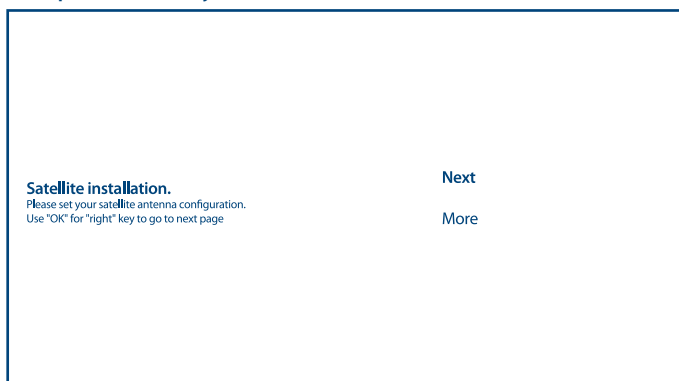 Satellite installation.
Please set your satellite antenna configuration.
Use "OK" for "right" key to go to next page
Next
More